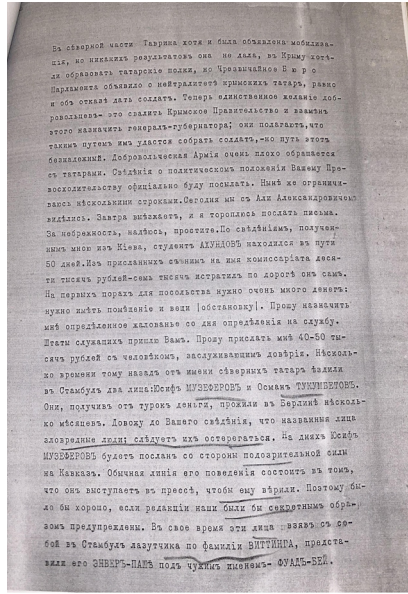 Въ сѣверной части Таврика хотя и была объявлена мобилиза-
ція, но никакихъ результатовъ она не дала, въ Крыму хотѣ-
ли образовать татарскіе полки, но Чрезвычайное Бюро
Парламента объявило о нейтралитетѣ крымскихъ татаръ, равно
и объ отказѣ дать солдатъ. Теперь единственное желаніе доб-
ровольцевъ- это свалить Крымское Правительство и взамѣн
этого назначить генералъ-губернатора; они полагаютъ,что
такимъ путемъ имъ удастся собрать солдатъ,-но путь этотъ
безнадежный. Добровольческая Армія очень плохо обращается
съ татарами. Свѣдѣнія о политическомъ положеніи Вашему Пре-
восходительству офиціально буду посылать. Нынѣ же ограничи-
ваюсь нѣсколькими строками.Сегодня мы съ Али Александровичомъ
видѣлись. Завтра выѣзжаетъ, и я тороплюсь послать письма.
За небрежность, надѣюсь, простите.По свѣдѣніямъ, получен-
нымъ мною изъ Кіева, студентъ АХУНДОВЪ находился въ пути
50 дней.Изъ присланныхъ съ нимъ на имя комиссаріата деся-
ти тысячъ рублей-семь тысячъ истратилъ по дорогѣ онъ самъ.
На первыхъ порахъ для посольства нужно очень много денегъ:
нужно имѣть помѣщеніе и вещи |обстановку|. Прошу назначить
мнѣ опредѣленное жалованье со дня опредѣленія на службу.
Штаты служащихъ пришлю Вамъ. Прошу прислать мнѣ 40-50 ты-
сячъ рублей съ человѣкомъ, заслуживающимъ довѣрія. Нѣсколь-
ко времени тому назадъ отъ имени сѣверныхъ татаръ ѣздили
въ Стамбулъ два лица:Юсифъ МУЗЕФЕРОВЪ и Османъ ТУКУМБЕТОВЪ.
Они, получивъ отъ турокъ деньги, прожили въ Берлинѣ нѣсколь-
ко мѣсяцевъ. Довожу до Вашего свѣдѣнія, что названныя лица
зловредные люди; слѣдуетъ ихъ остерегаться. На дняхъ Юсифъ
МУЗЕФЕРОВЪ будетъ посланъ со стороны подозрительной силы
на Кавказъ. Обычная линія его поведенія состоитъ въ томъ,
что онъ выступаетъ въ прессѣ, чтобы ему вѣрили. Поэтому бы-
ло бы хорошо, если редакціи наши были бы секретнымъ обра-
зомъ предупреждены. Въ свое время эти лица взявъ съ со-
бой въ Стамбулъ лазутчика по фамиліи ВИТТИНГА, предста-
вили его ЭНВЕРЪ-ПАШѢ подъ чужимъ именемъ- ФУАДЪ-БЕЙ.